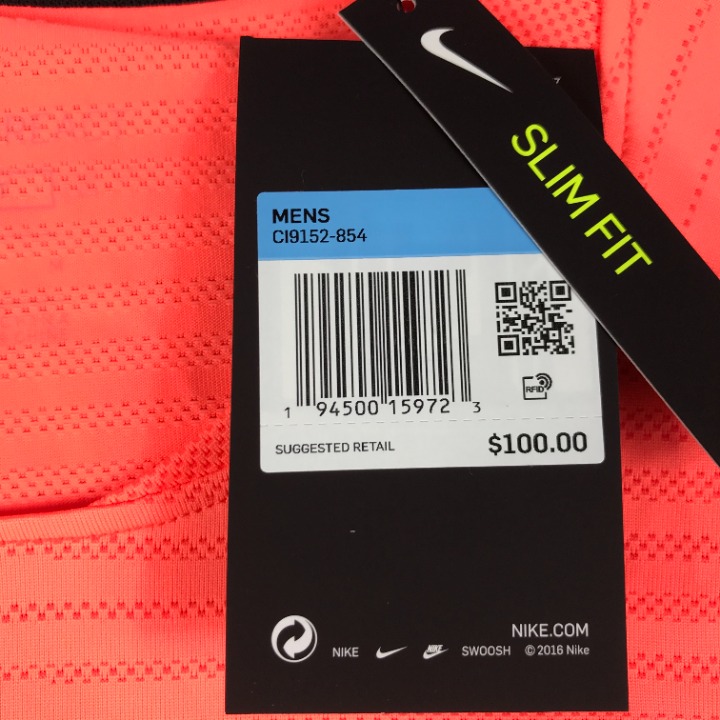 SLIM FIT
MENS
CI9152-854
RFID
1 94500 15972 3
SUGGESTED RETAIL $100.00
NIKE.COM
NIKE SWOOSH © 2016 Nike